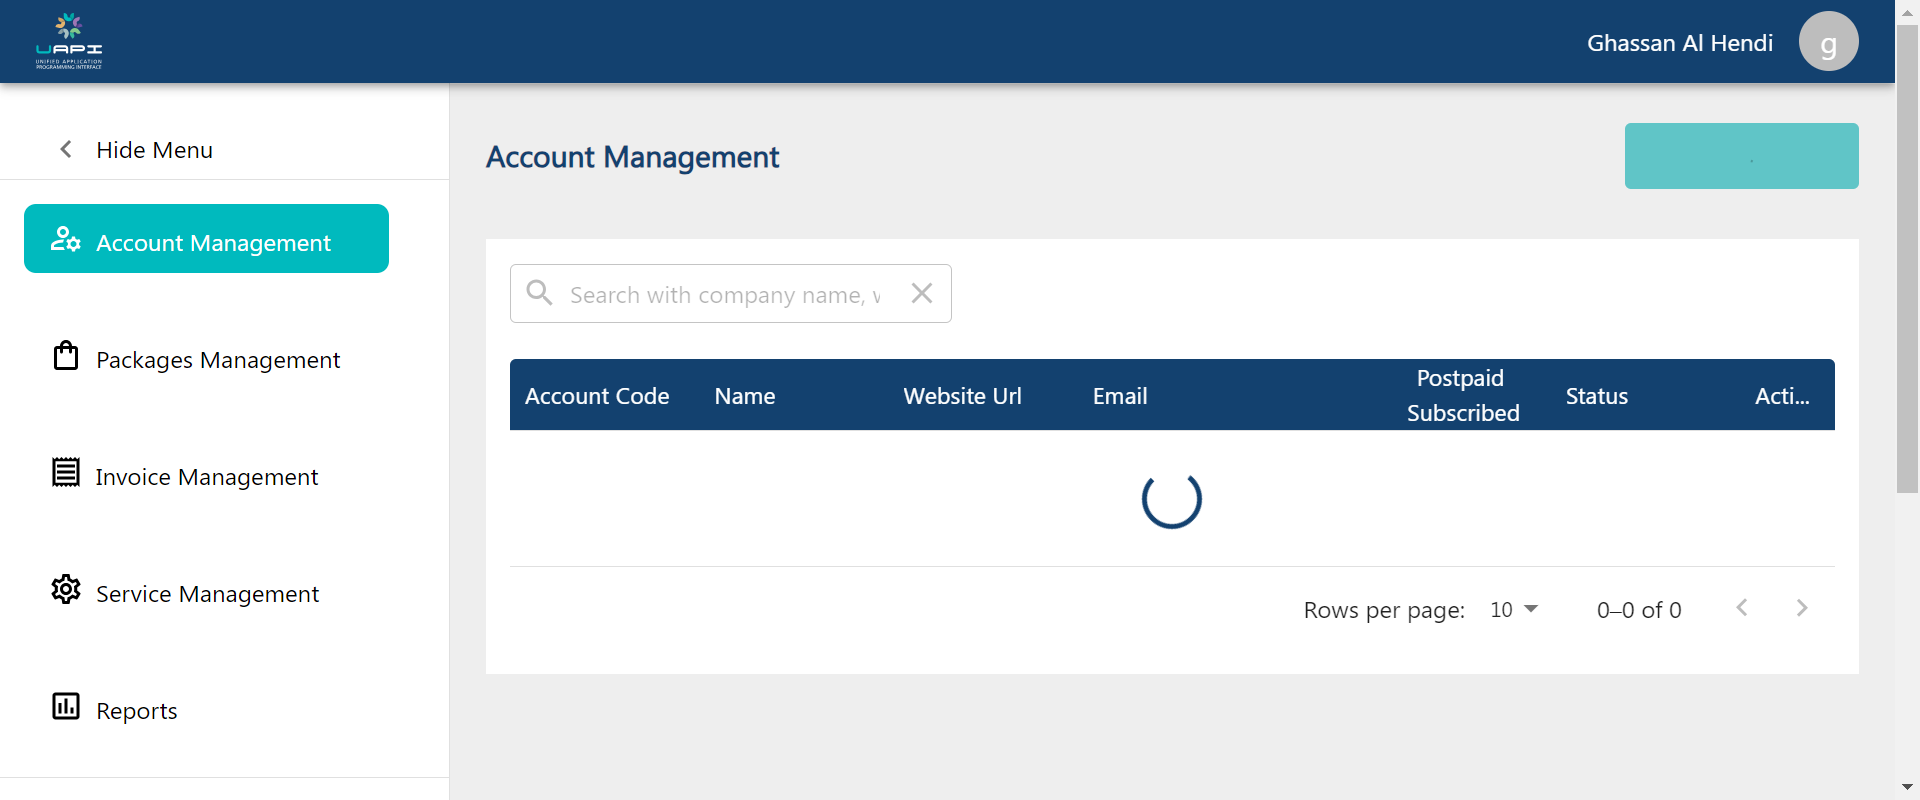 UAPI
UNIFIED APPLICATION
PROGRAMMING INTERFACE
Ghassan Al Hendi
g
Hide Menu
Account Management
Packages Management
Invoice Management
Service Management
Reports
Account Management
Search with company name, v
Account Code Name Website Url Email Postpaid Subscribed Status Acti...
Rows per page: 10 0–0 of 0